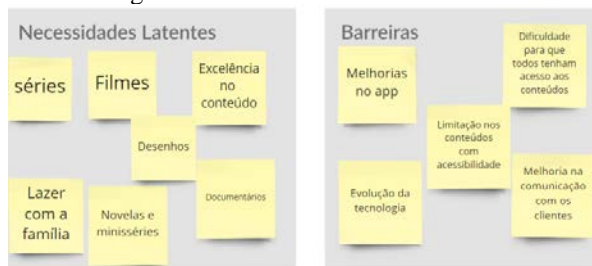 Necessidades Latentes
séries
Filmes
Excelência
no
conteúdo
Desenhos
Lazer
com a
família
Novelas e
minisséries
Documentários
Barreiras
Melhorias
no app
Dificuldade
para que
todos tenham
acesso aos
conteúdos
Limitação nos
conteúdos
com
acessibilidade
Evolução da
tecnologia
Melhoria na
comunicação
com os
clientes